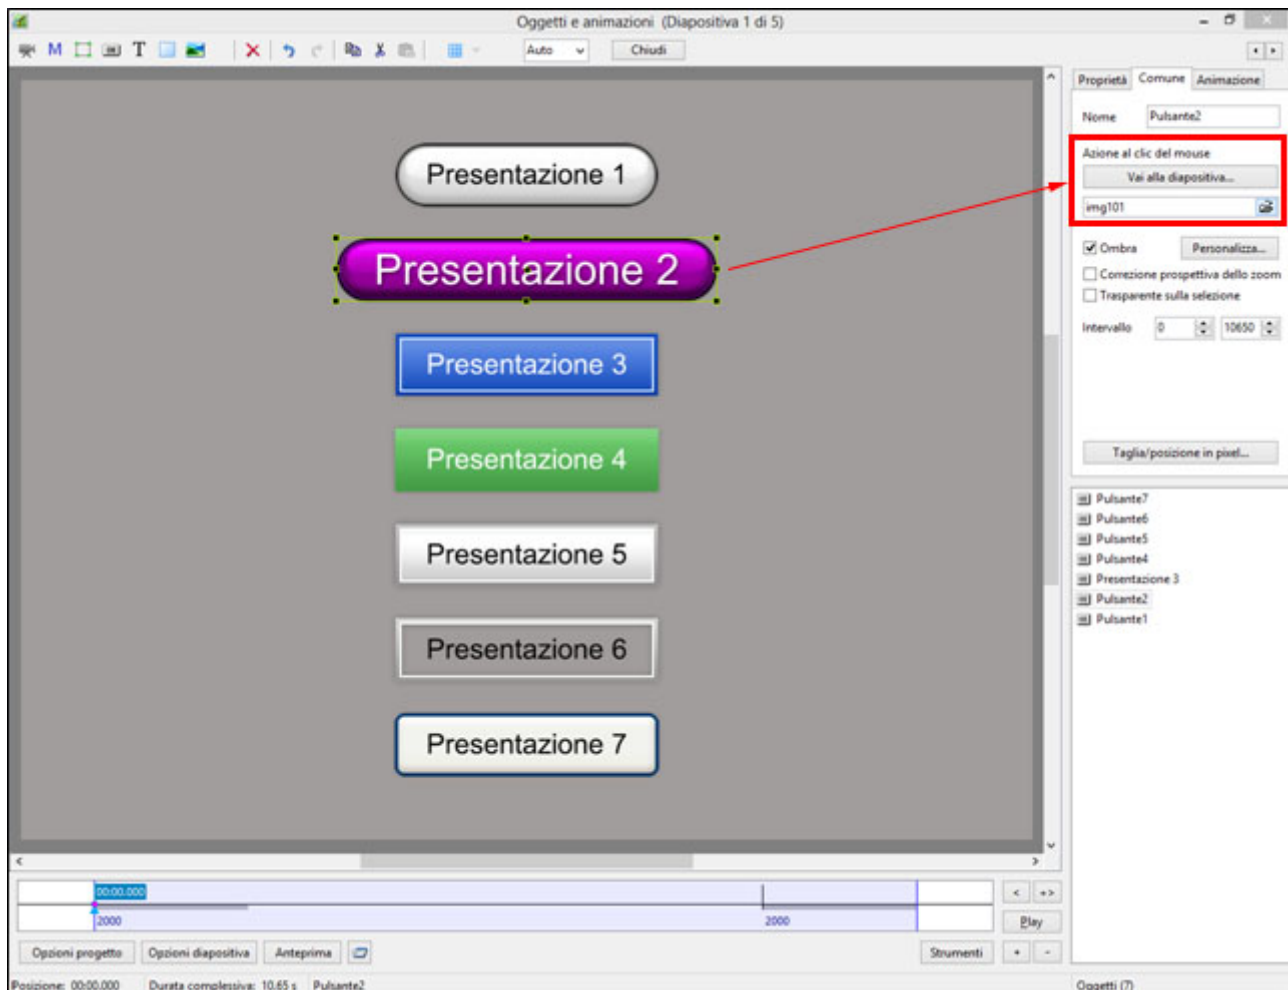 Oggetti e animazioni (Diapositiva 1 di 5)
M T Auto Chiudi
Proprietà Comune Animazione
Nome Pulsante2
Azione al clic del mouse
Vai alla diapositiva...
img101
Ombra Personalizza...
Correzione prospettiva dello zoom
Trasparente sulla selezione
Intervallo 0 10650
Taglia/posizione in pixel...
Presentazione 1
Presentazione 2
Presentazione 3
Presentazione 4
Presentazione 5
Presentazione 6
Presentazione 7
Pulsante7
Pulsante6
Pulsante5
Pulsante4
Presentazione 3
Pulsante2
Pulsante1
00:00.000
2000 2000
Play
Opzioni progetto Opzioni diapositiva Anteprima Strumenti + -
Posizione: 00:00.000 Durata complessiva: 10.65 s Pulsante2 Oggetti (7)